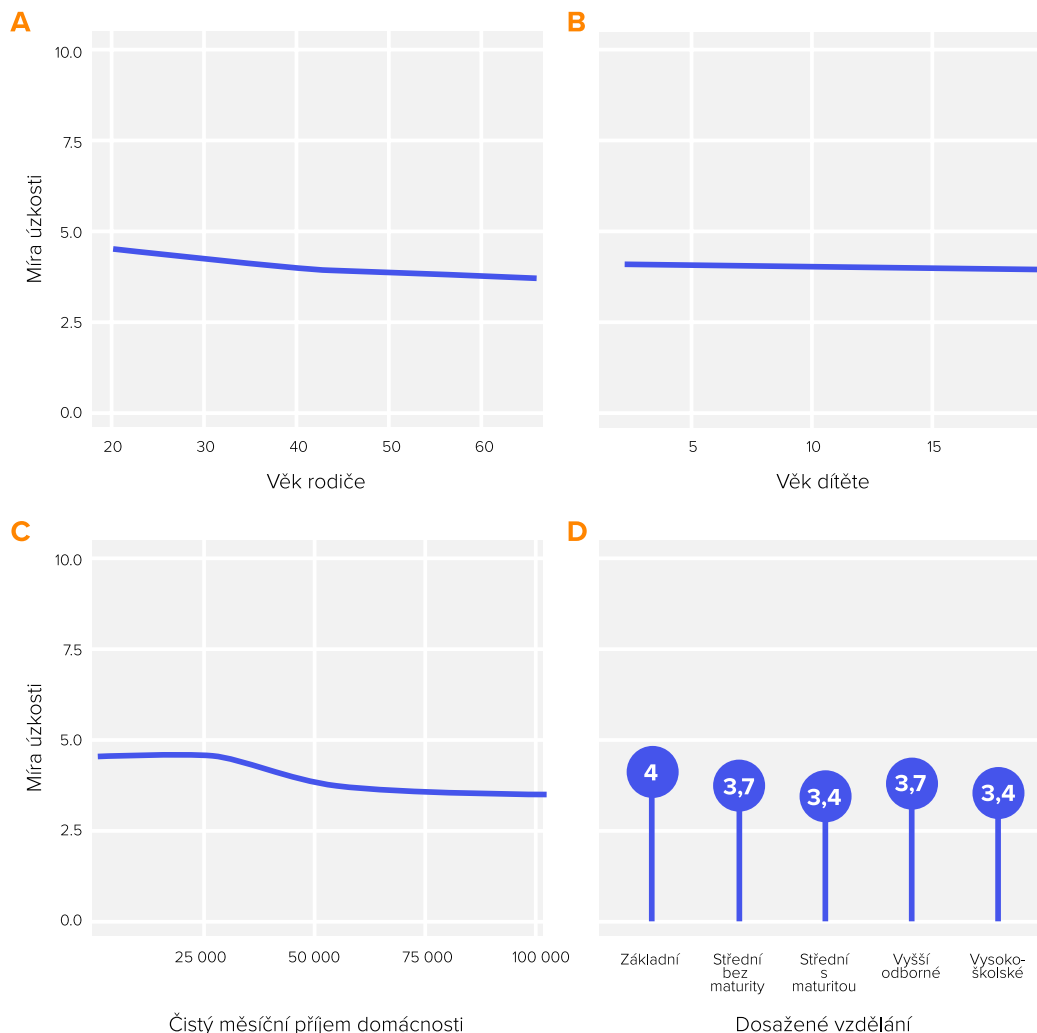 A
10.0
7.5
5.0
2.5
0.0
Míra úzkosti
20 30 40 50 60
Věk rodiče
B
5 10 15
Věk dítěte
C
10.0
7.5
5.0
2.5
0.0
Míra úzkosti
25 000 50 000 75 000 100 000
Čistý měsíční příjem domácnosti
D
4 3,7 3,4 3,7 3,4
Základní
Střední
bez
maturity
Střední
s
maturitou
Vyšší
odborné
Vysoko-
školské
Dosažené vzdělání